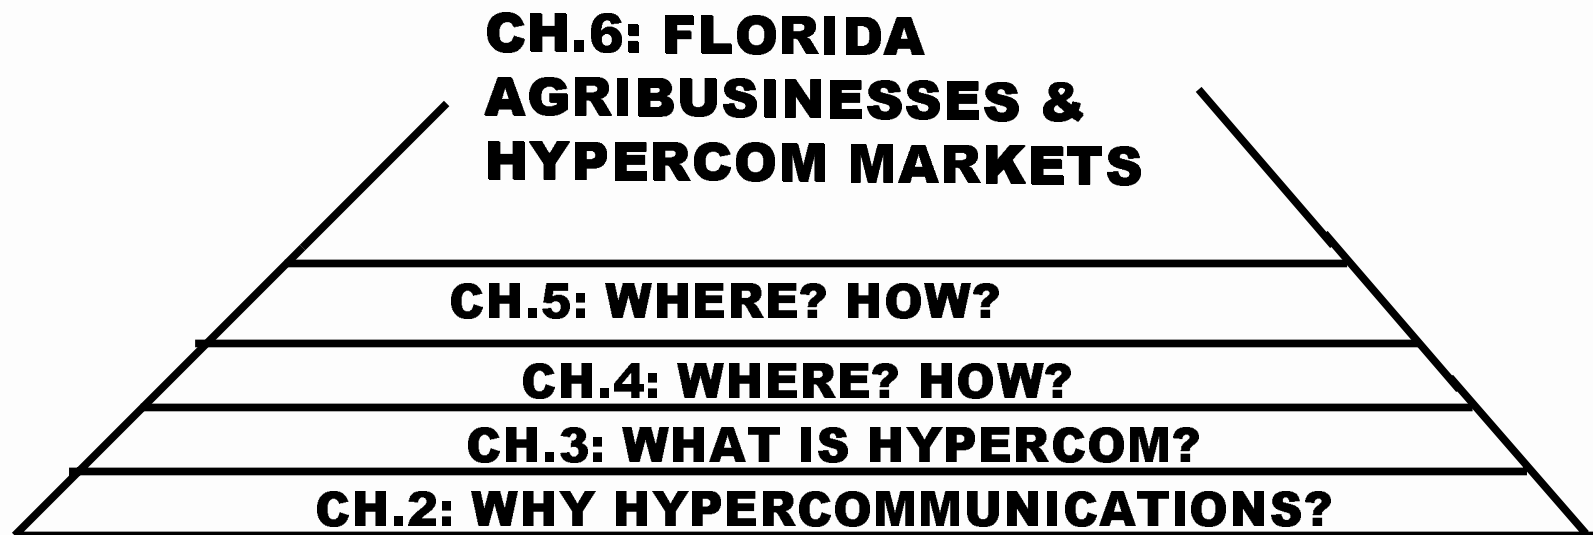 CH.6: FLORIDA
AGRIBUSINESSES &
HYPERCOM MARKETS
CH.5: WHERE? HOW?
CH.4: WHERE? HOW?
CH.3: WHAT IS HYPERCOM?
CH.2: WHY HYPERCOMMUNICATIONS?